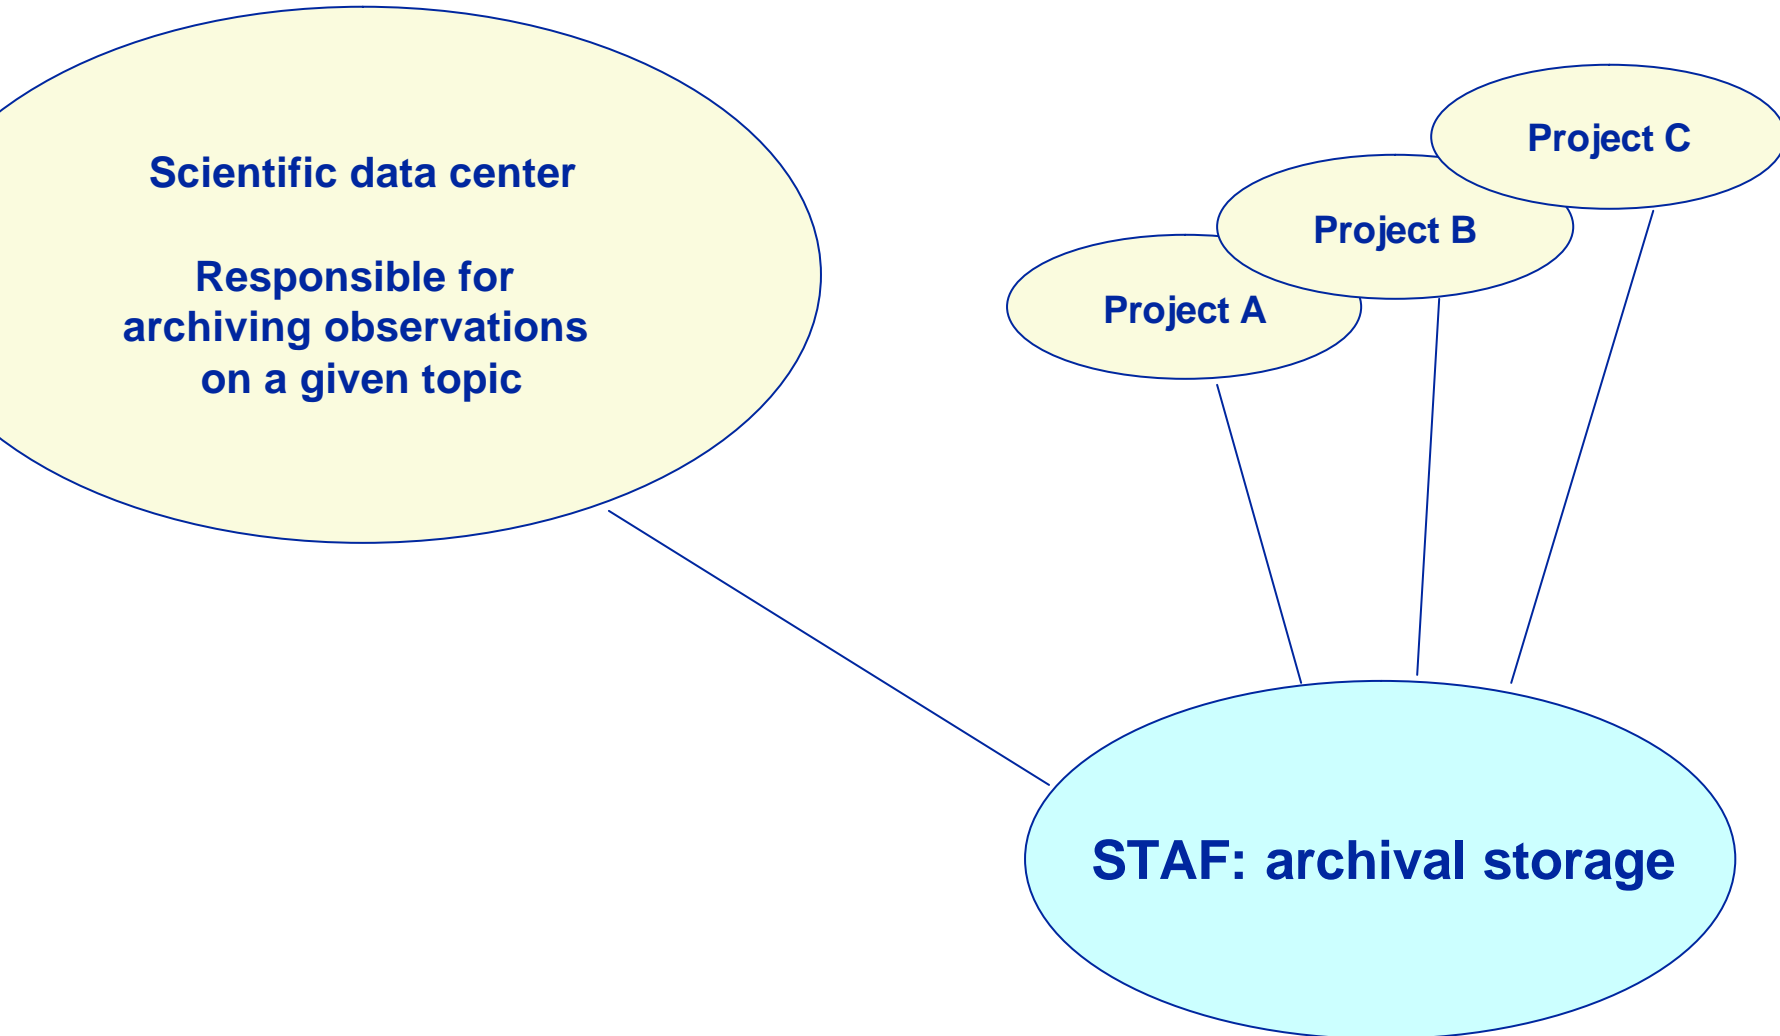 Scientific data center
Responsible for
archiving observations
on a given topic
Project C
Project B
Project A
STAF: archival storage